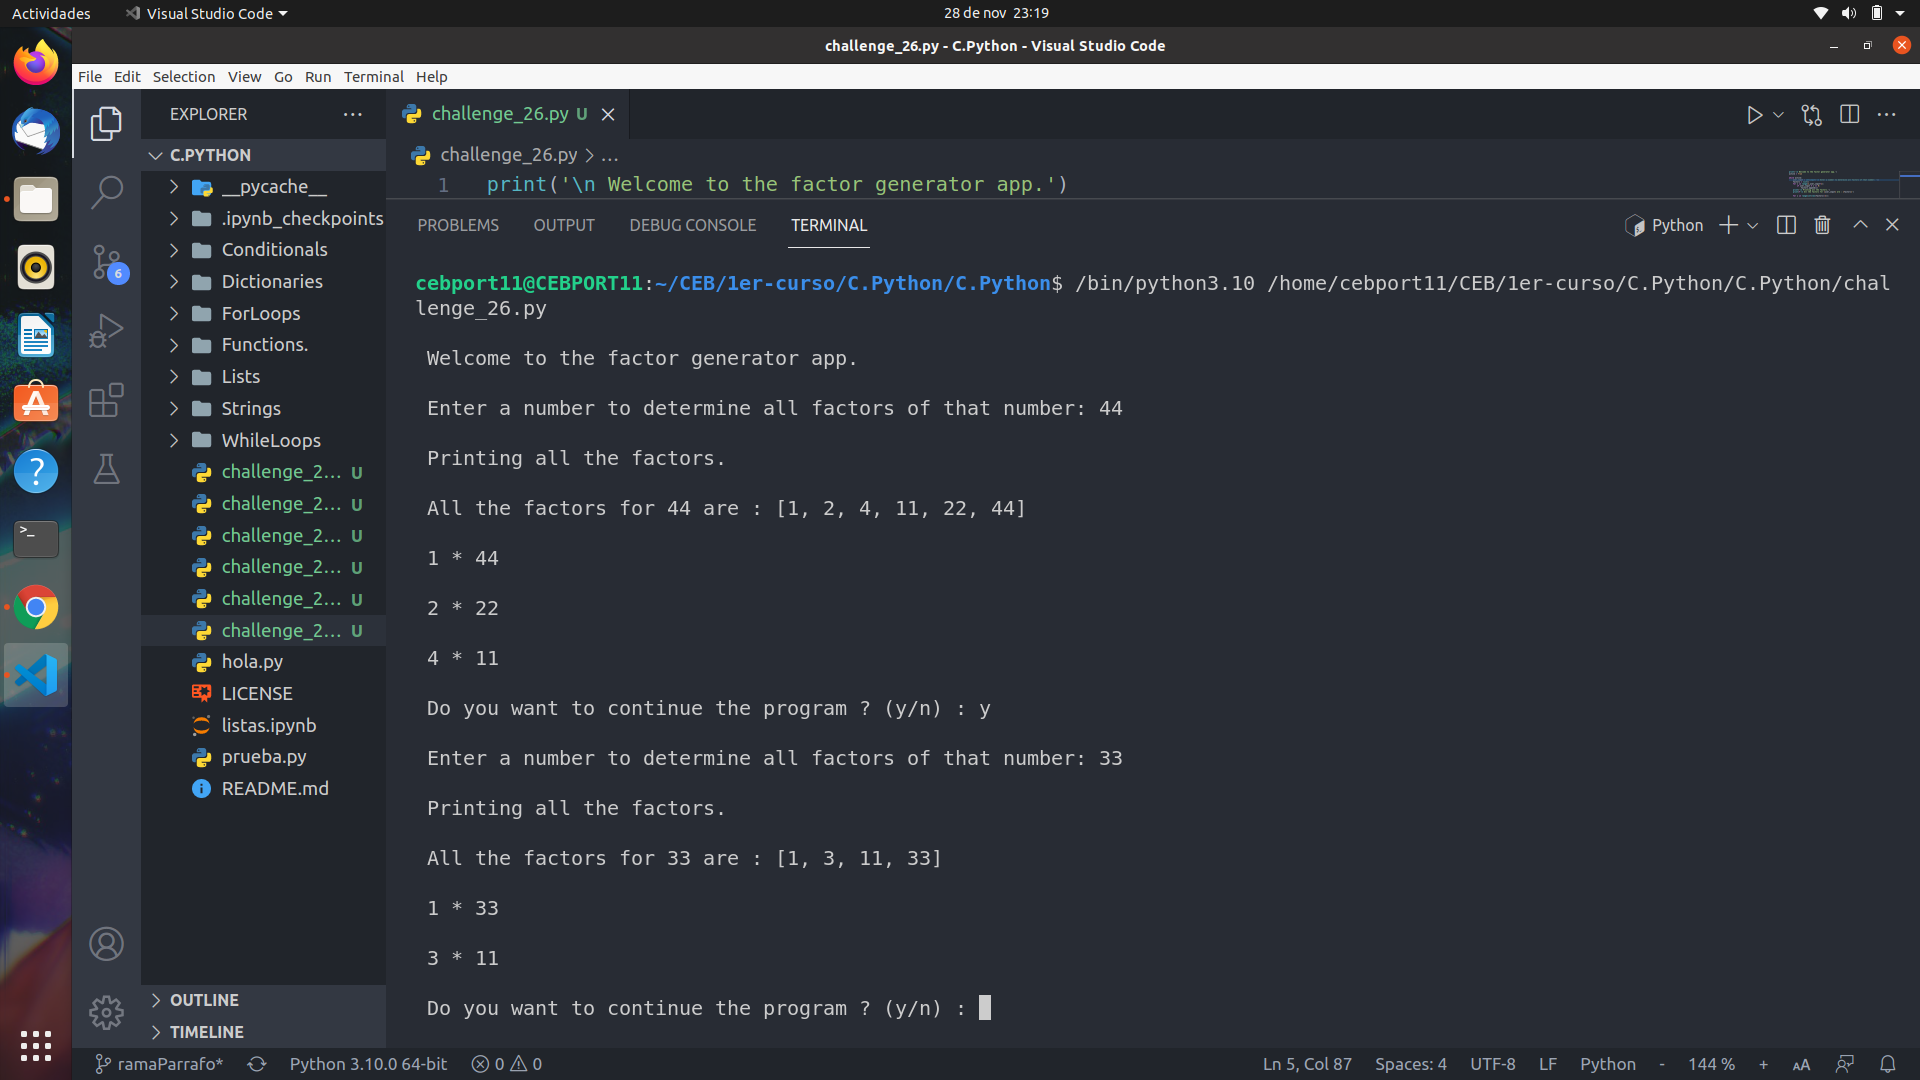 Actividades
Visual Studio Code
28 de nov 23:19
challenge_26.py - C.Python - Visual Studio Code
File Edit Selection View Go Run Terminal Help
EXPLORER
C.PYTHON
__pycache__
.ipynb_checkpoints
Conditionals
Dictionaries
ForLoops
Functions.
Lists
Strings
WhileLoops
challenge_2... U
challenge_2... U
challenge_2... U
challenge_2... U
challenge_2... U
challenge_2... U
hola.py
LICENSE
listas.ipynb
prueba.py
README.md
OUTLINE
TIMELINE
6
challenge_26.py U
challenge_26.py > ...
1 print('\n Welcome to the factor generator app.')
PROBLEMS OUTPUT DEBUG CONSOLE TERMINAL
Python
cebport11@CEBPORT11:~/CEB/1er-curso/C.Python/C.Python$ /bin/python3.10 /home/cebport11/CEB/1er-curso/C.Python/C.Python/chal
lenge_26.py
Welcome to the factor generator app.
Enter a number to determine all factors of that number: 44
Printing all the factors.
All the factors for 44 are : [1, 2, 4, 11, 22, 44]
1 * 44
2 * 22
4 * 11
Do you want to continue the program ? (y/n) : y
Enter a number to determine all factors of that number: 33
Printing all the factors.
All the factors for 33 are : [1, 3, 11, 33]
1 * 33
3 * 11
Do you want to continue the program ? (y/n) :
ramaParrafo* Python 3.10.0 64-bit 0 0 Ln 5, Col 87 Spaces: 4 UTF-8 LF Python - 144 % + AA